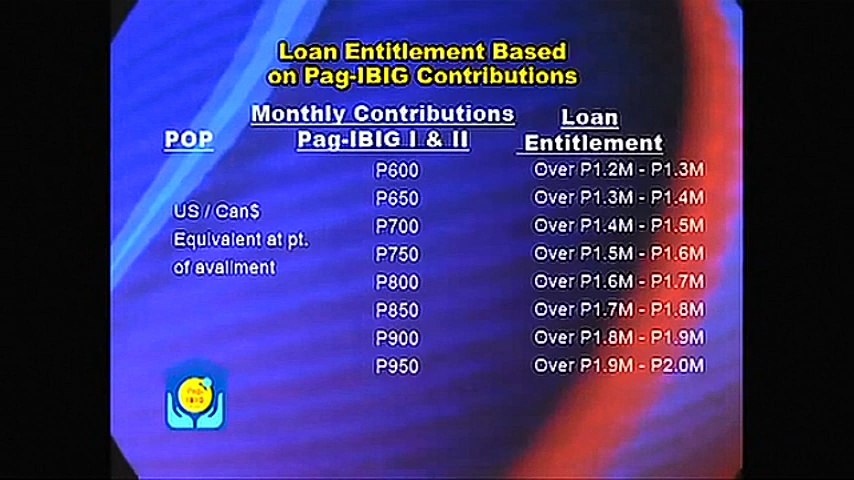 Loan Entitlement Based
on Pag-IBIG Contributions
POP
Monthly Contributions
Pag-IBIG I & II
Loan
Entitlement
US / Can$
Equivalent at pt.
of availment
P600 Over P1.2M - P1.3M
P650 Over P1.3M - P1.4M
P700 Over P1.4M - P1.5M
P750 Over P1.5M - P1.6M
P800 Over P1.6M - P1.7M
P850 Over P1.7M - P1.8M
P900 Over P1.8M - P1.9M
P950 Over P1.9M - P2.0M
PAG-
IBIG